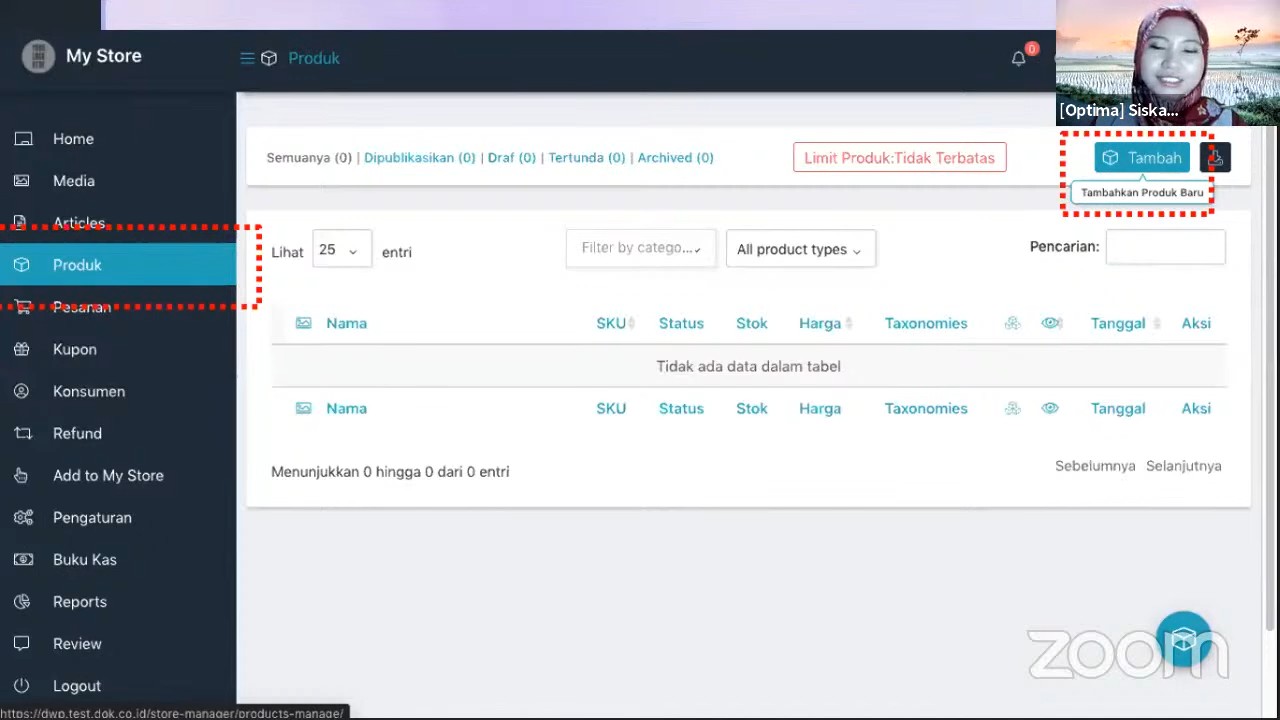 My Store
Produk
0
[Optima] Siska...
Home
Media
Articles
Produk
Pesanan
Kupon
Konsumen
Refund
Add to My Store
Pengaturan
Buku Kas
Reports
Review
Logout
Semuanya (0) | Dipublikasikan (0) | Draf (0) | Tertunda (0) | Archived (0)
Limit Produk:Tidak Terbatas
Tambah
Tambahkan Produk Baru
Lihat 25 entri
Filter by catego...
All product types
Pencarian:
Nama SKU Status Stok Harga Taxonomies Tanggal Aksi
Tidak ada data dalam tabel
Nama SKU Status Stok Harga Taxonomies Tanggal Aksi
Menunjukkan 0 hingga 0 dari 0 entri
Sebelumnya Selanjutnya
zoom
https://dwp.test.dok.co.id/store-manager/products-manage/